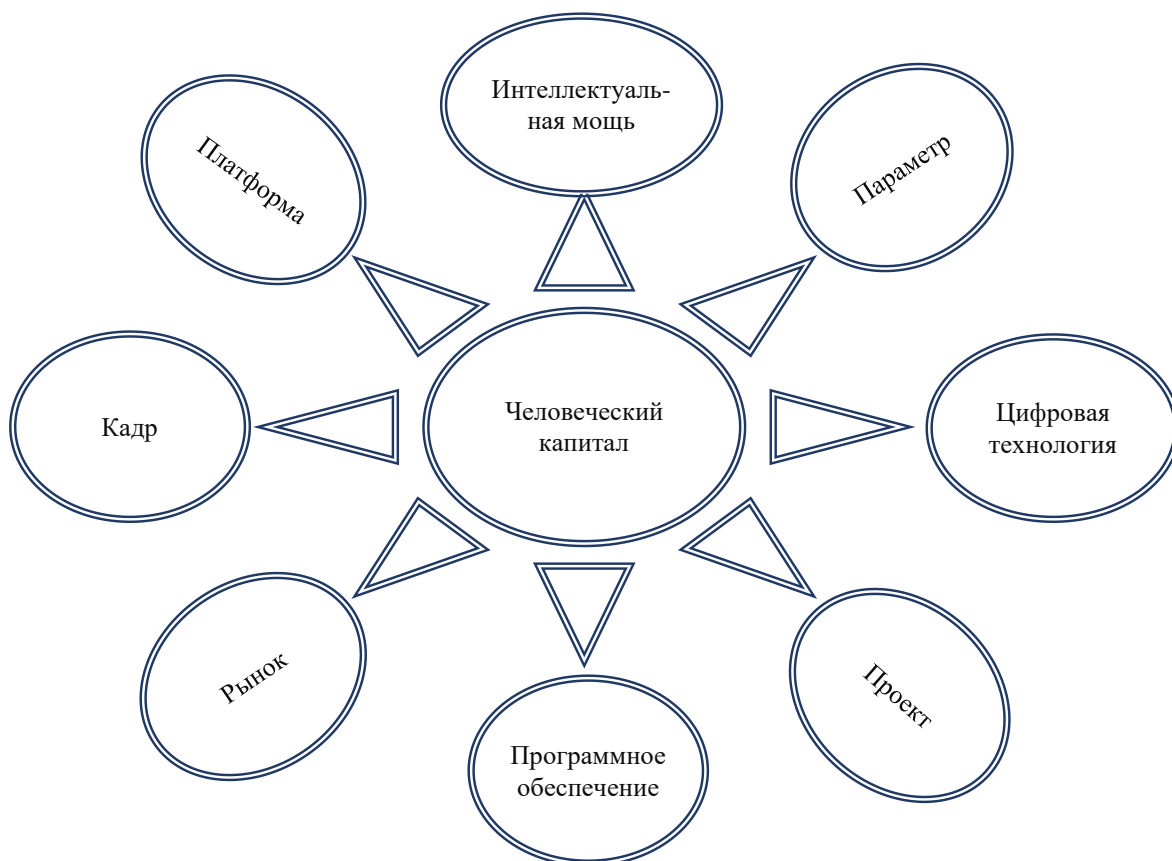 Интеллектуаль-
ная мощь
Платформа
Параметр
Человеческий
капитал
Кадр
Цифровая
технология
Рынок
Проект
Программное
обеспечение